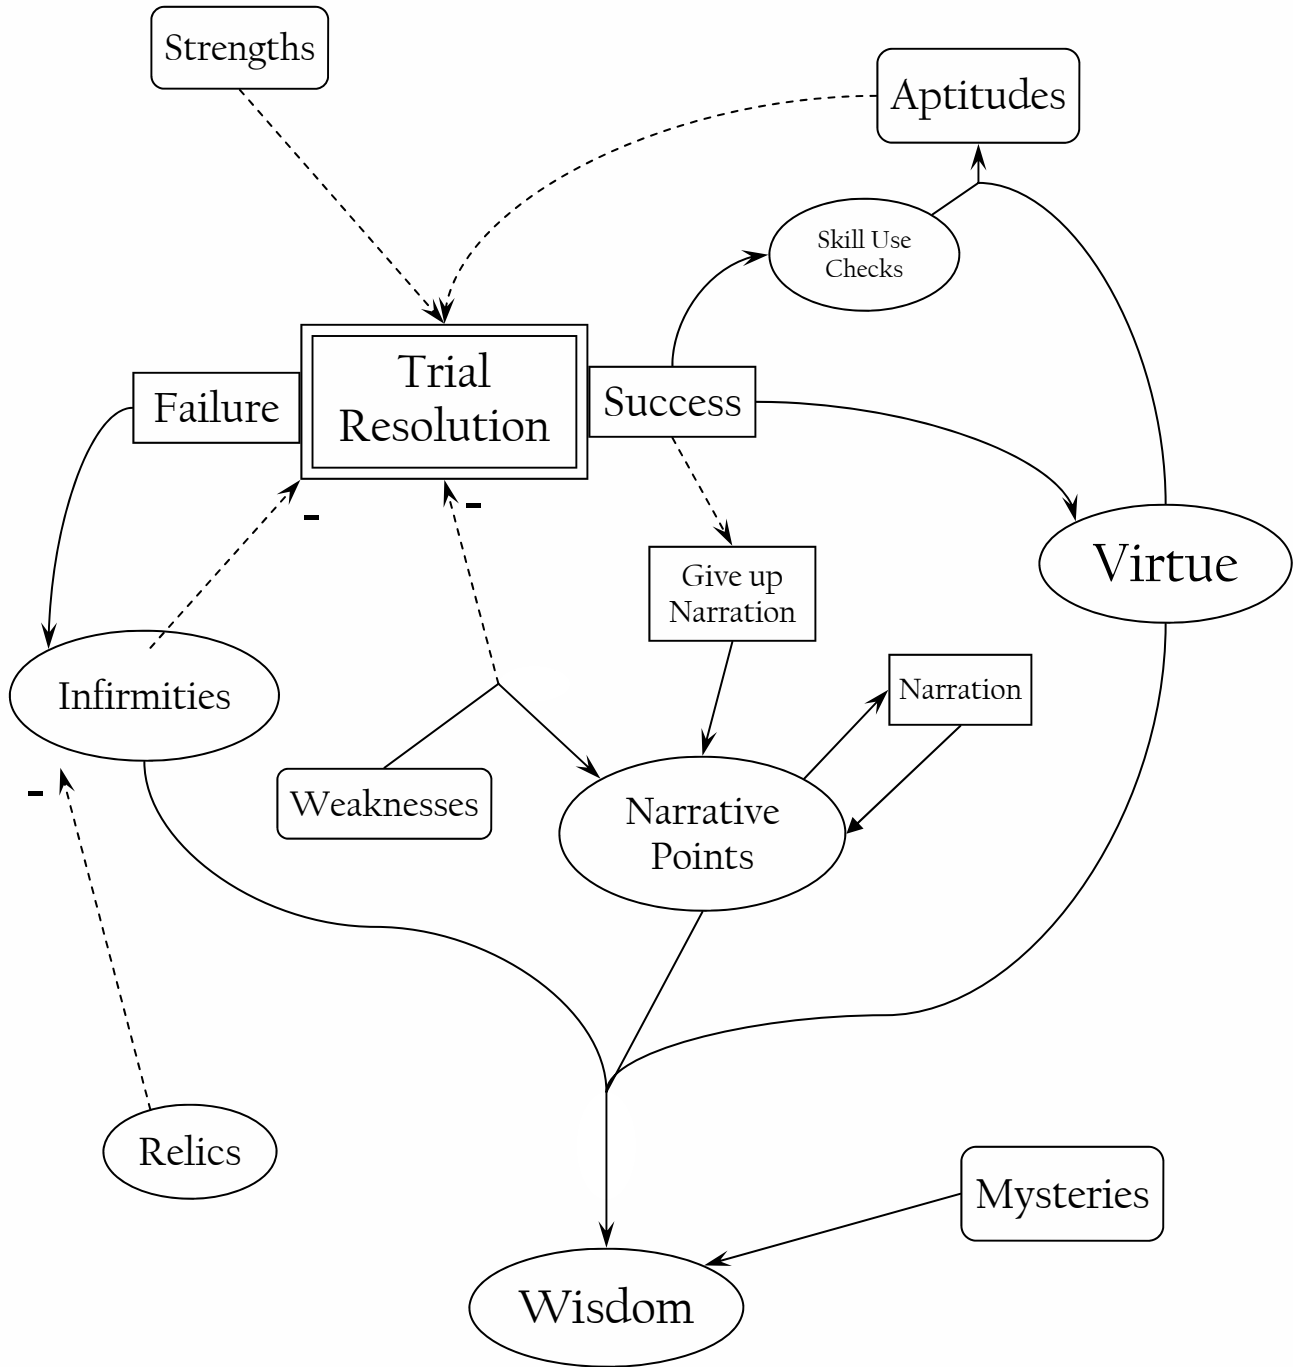 Strengths
Aptitudes
Skill Use
Checks
Trial
Resolution
Failure
Success
-
-
Give up
Narration
Virtue
Infirmities
Narration
-
Weaknesses
Narrative
Points
Relics
Mysteries
Wisdom